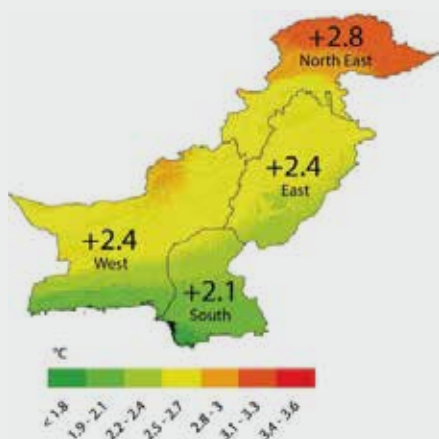 +2.8
North East
+2.4
East
+2.4
West
+2.1
South
°C
< 1.8
1.9 - 2.1
2.2 - 2.4
2.5 - 2.7
2.8 - 3
3.1 - 3.3
3.4 - 3.6